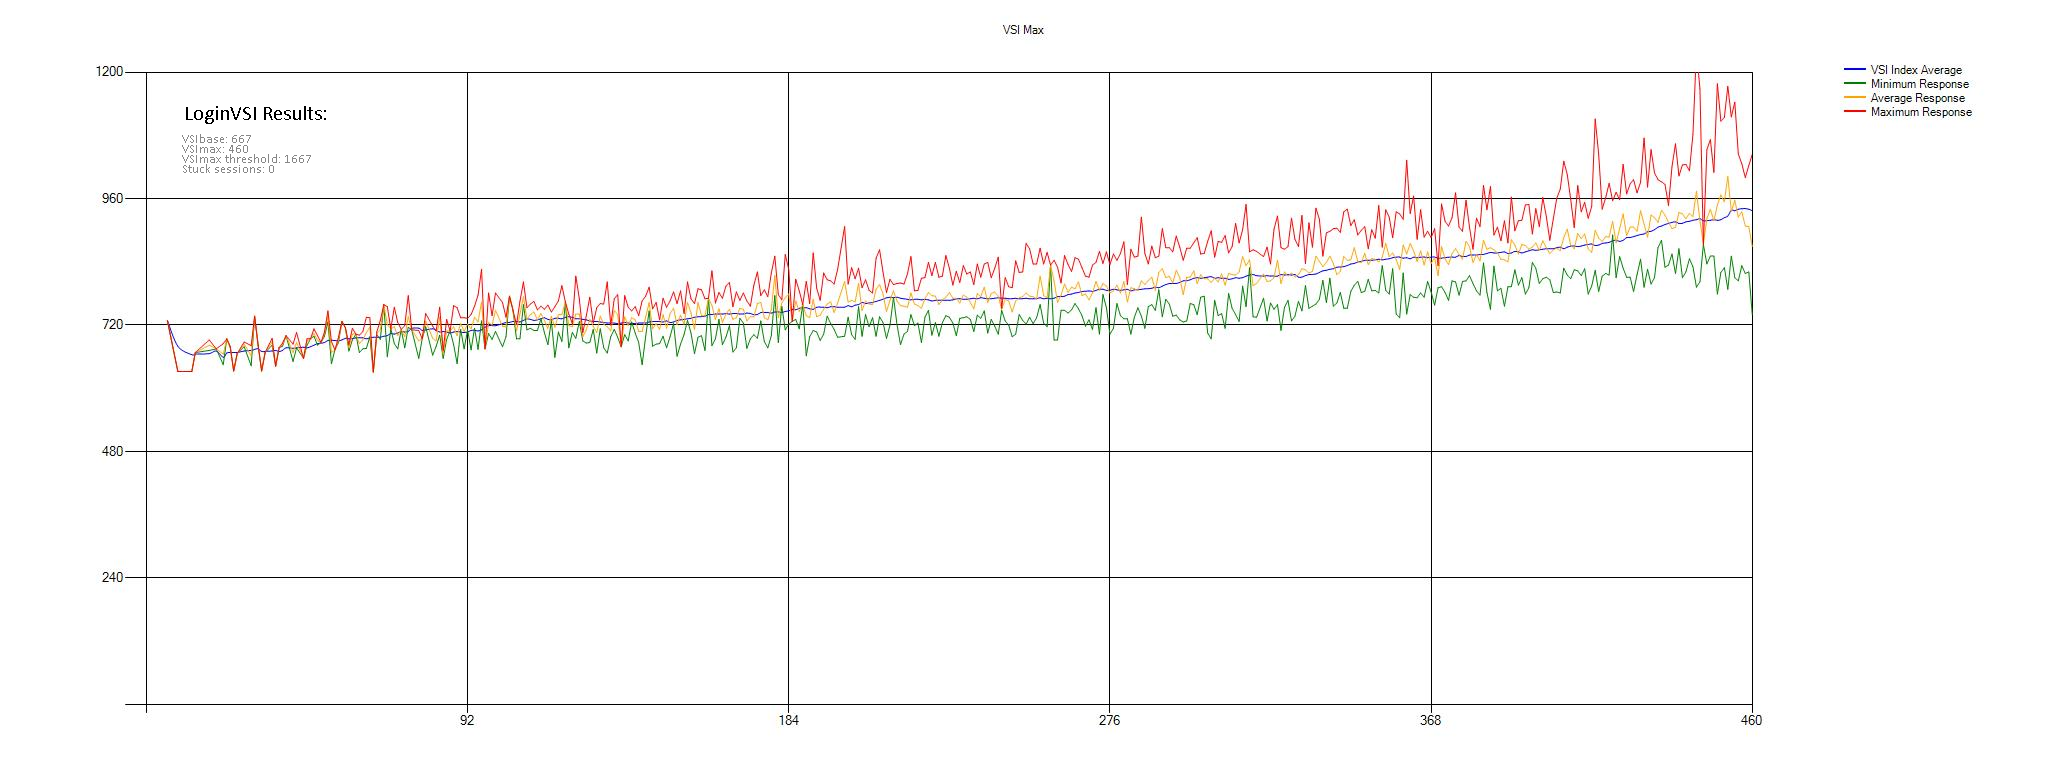 VSI Max
1200
960
720
480
240
LoginVSI Results:
VSIbase: 667
VSImax: 460
VSImax threshold: 1667
Stuck sessions: 0
VSI Index Average
Minimum Response
Average Response
Maximum Response
92 184 276 368 460